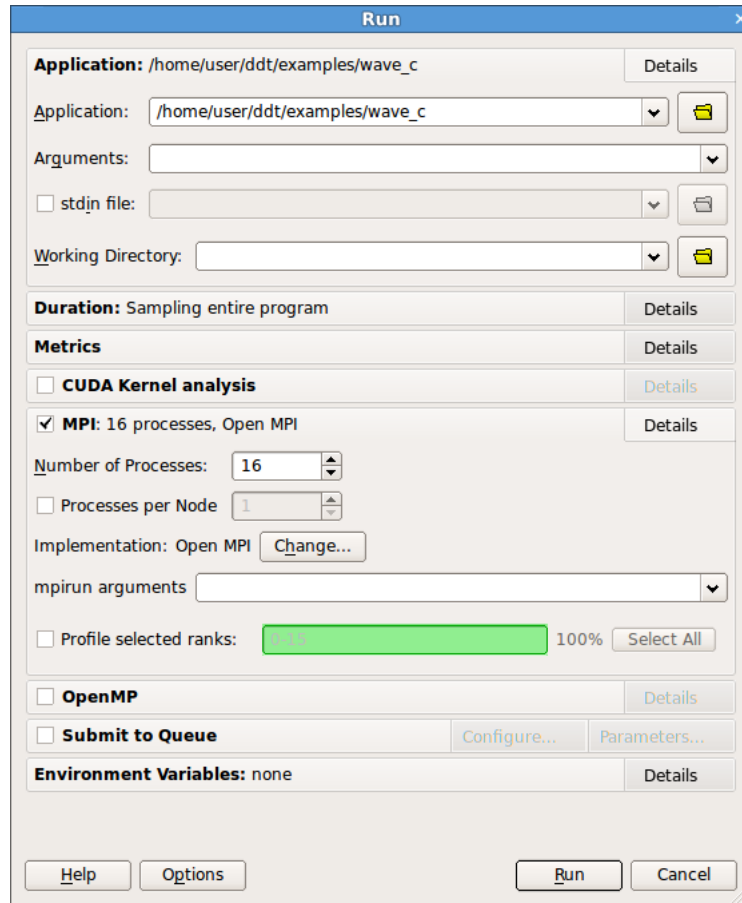 Run
Application: /home/user/ddt/examples/wave_c Details
Application: /home/user/ddt/examples/wave_c
Arguments:
stdin file:
Working Directory:
Duration: Sampling entire program Details
Metrics Details
CUDA Kernel analysis Details
MPI: 16 processes, Open MPI Details
Number of Processes: 16
Processes per Node 1
Implementation: Open MPI Change...
mpirun arguments
Profile selected ranks: 0-15 100% Select All
OpenMP Details
Submit to Queue Configure... Parameters...
Environment Variables: none Details
Help Options Run Cancel